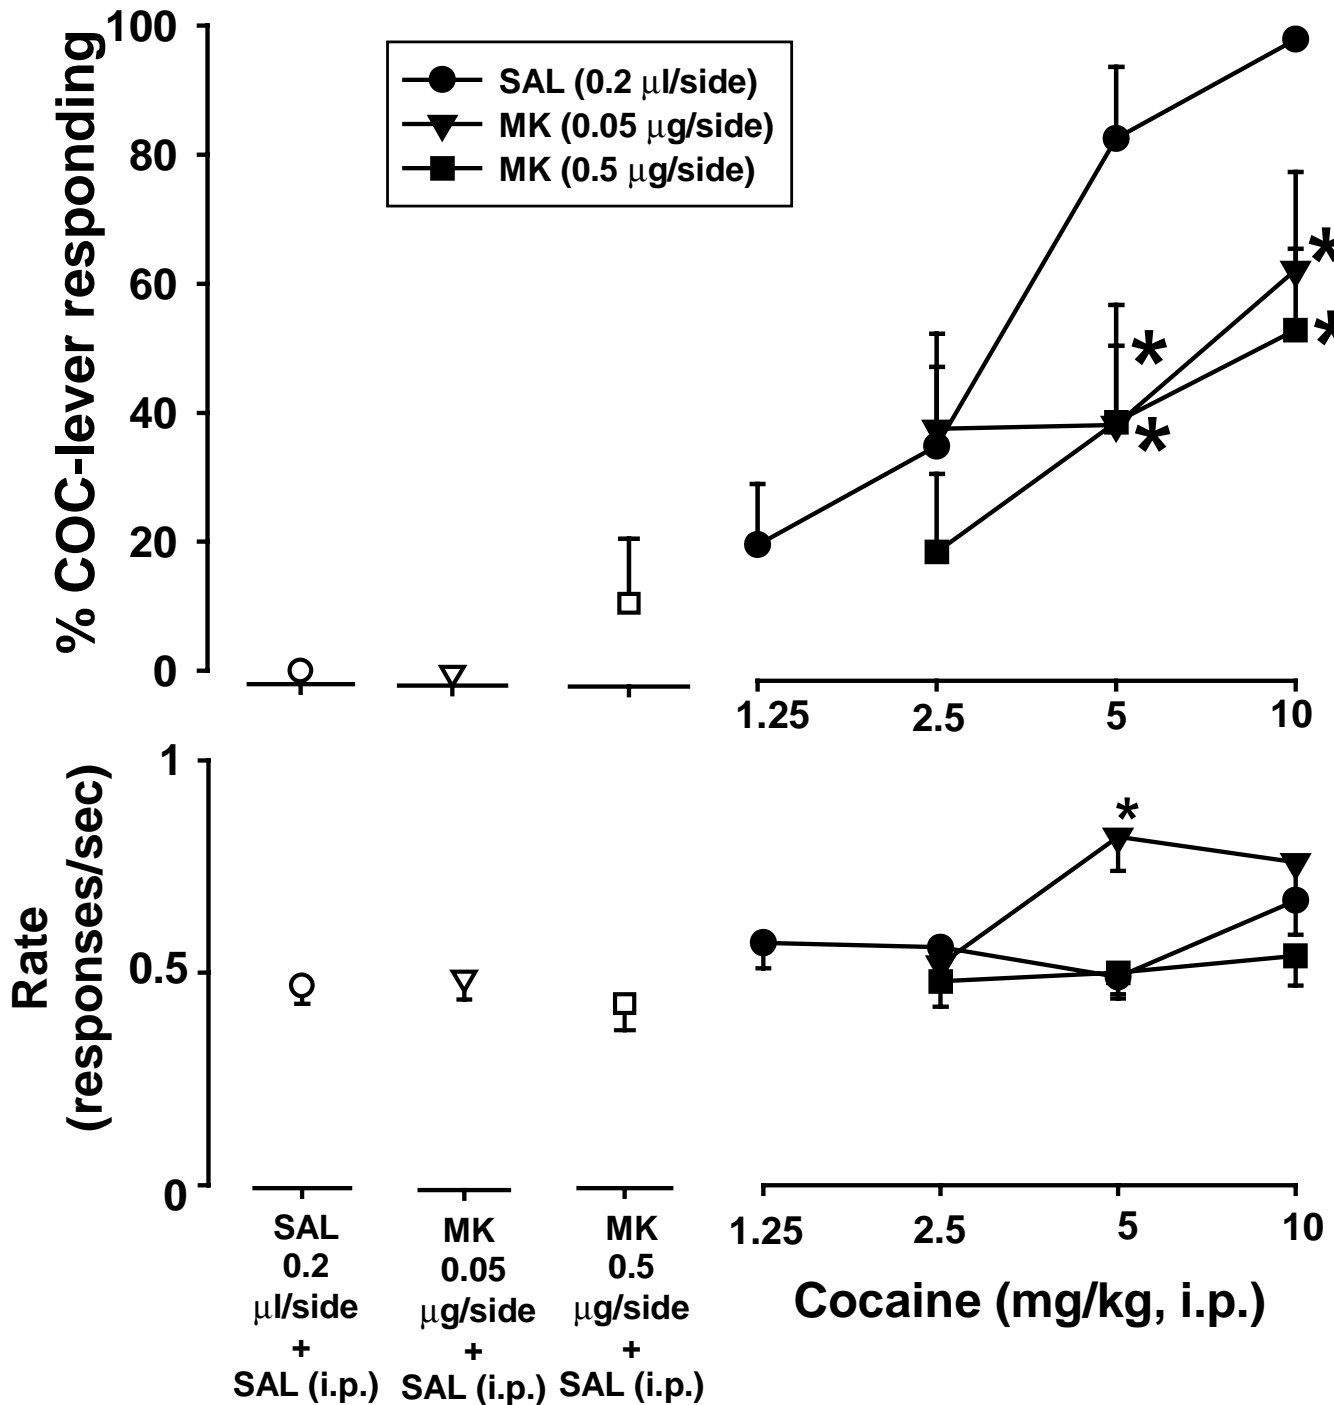 % COC-lever responding
100
80
60
40
20
0
SAL (0.2 μl/side)
MK (0.05 μg/side)
MK (0.5 μg/side)
*
*
*
*
1.25 2.5 5 10
Rate
(responses/sec)
1
0.5
0
*
1.25 2.5 5 10
SAL
0.2
μl/side
+
SAL (i.p.)
MK
0.05
μg/side
+
SAL (i.p.)
MK
0.5
μg/side
+
SAL (i.p.)
Cocaine (mg/kg, i.p.)